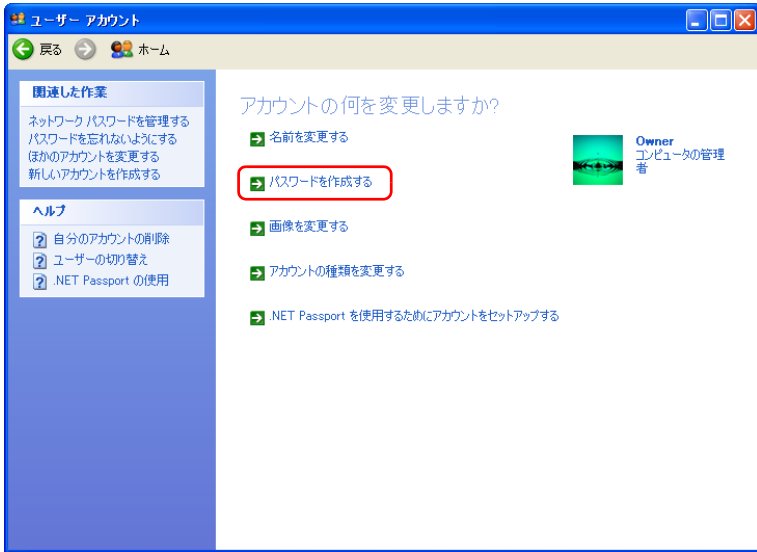 ユーザー アカウント
戻る
ホーム
関連した作業
ネットワーク パスワードを管理する
パスワードを忘れないようにする
ほかのアカウントを変更する
新しいアカウントを作成する
ヘルプ
自分のアカウントの削除
ユーザーの切り替え
.NET Passport の使用
アカウントの何を変更しますか?
名前を変更する
パスワードを作成する
画像を変更する
アカウントの種類を変更する
.NET Passport を使用するためにアカウントをセットアップする
Owner
コンピュータの管理
者